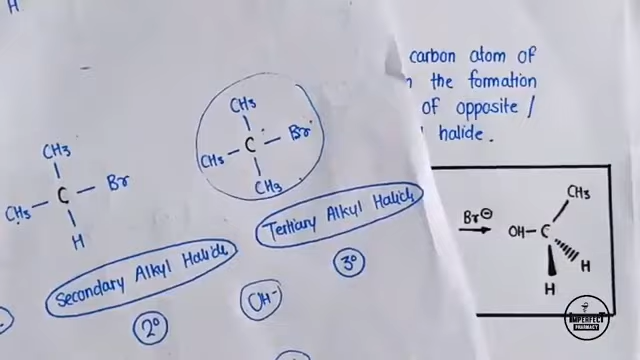 H
carbon atom of
the formation
of opposite /
halide.
CH3
CH3 – C – Br
H
Secondary Alkyl Halide
2°
CH3
CH3 – C – Br
CH3
Tertiary Alkyl Halide
3°
OH-
Br⊖
CH3
OH – C
H
H
IMPERFECT
PHARMACY